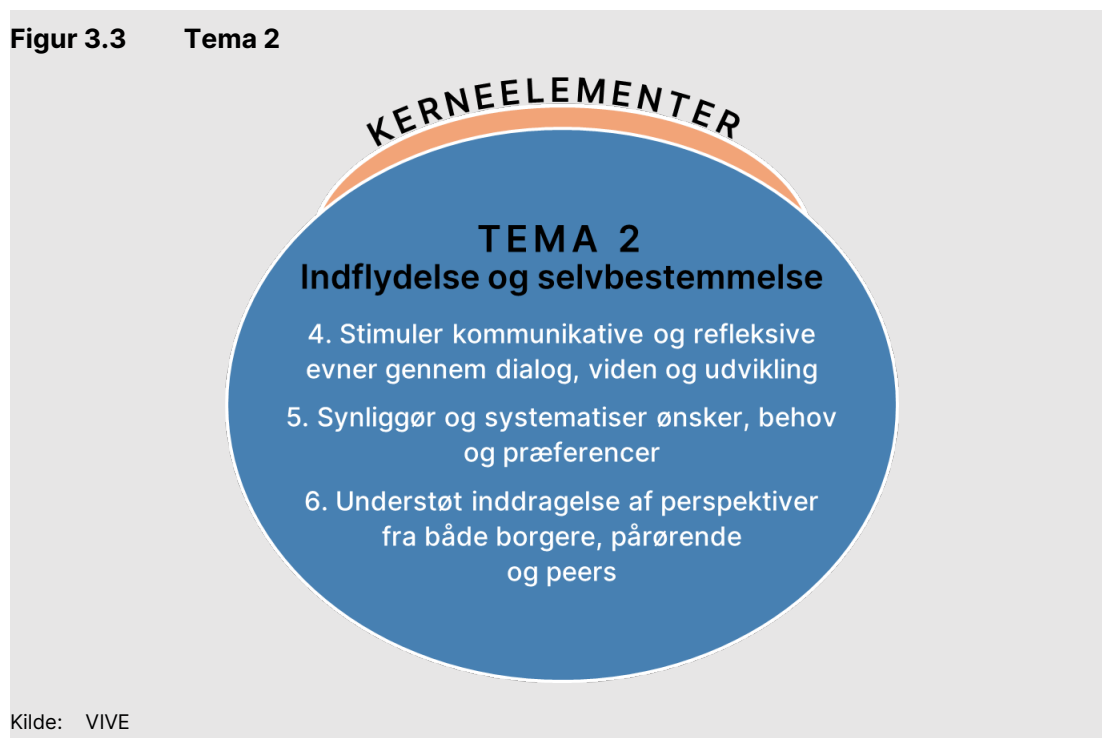 Figur 3.3 Tema 2
KERNEELEMENTER
TEMA 2
Indflydelse og selvbestemmelse
4. Stimuler kommunikative og refleksive
evner gennem dialog, viden og udvikling
5. Synliggør og systematiser ønsker, behov
og præferencer
6. Understøt inddragelse af perspektiver
fra både borgere, pårørende
og peers
Kilde: VIVE